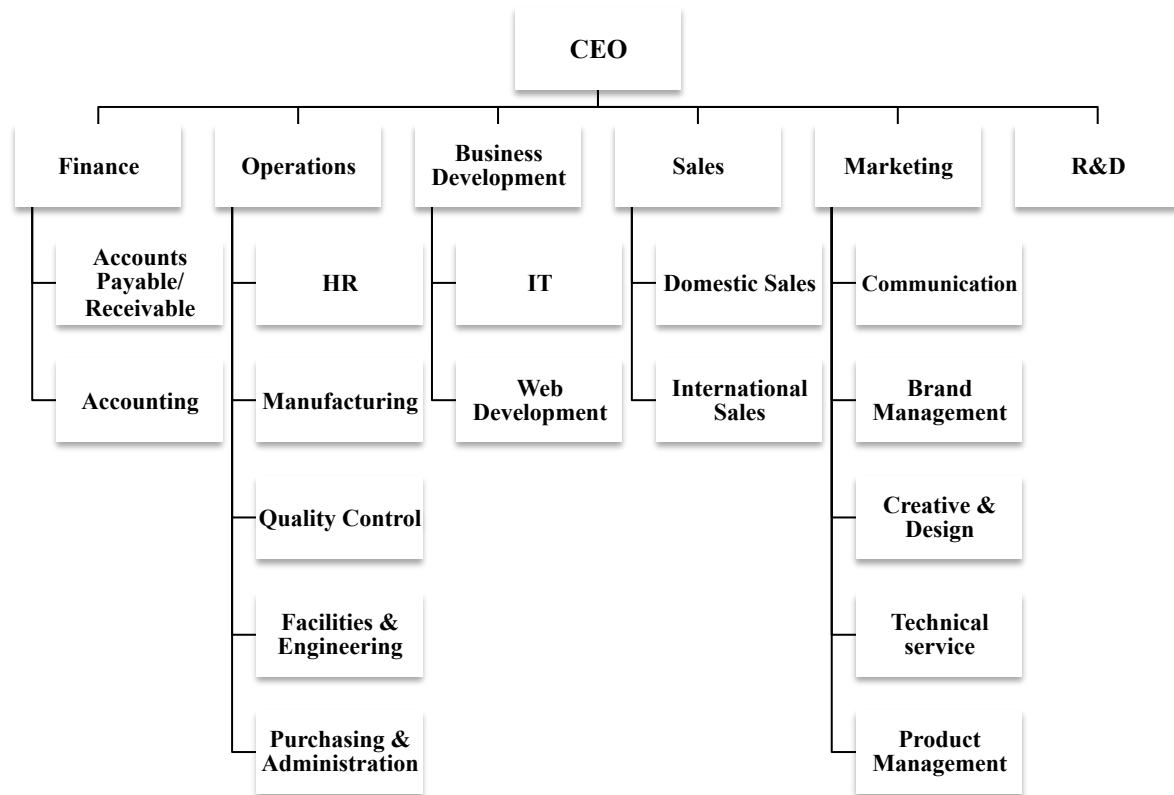 CEO
Finance
Operations
Business
Development
Sales
Marketing
R&D
Accounts
Payable/
Receivable
HR
IT
Domestic Sales
Communication
Accounting
Manufacturing
Web
Development
International
Sales
Brand
Management
Quality Control
Creative &
Design
Facilities &
Engineering
Technical
service
Purchasing &
Administration
Product
Management